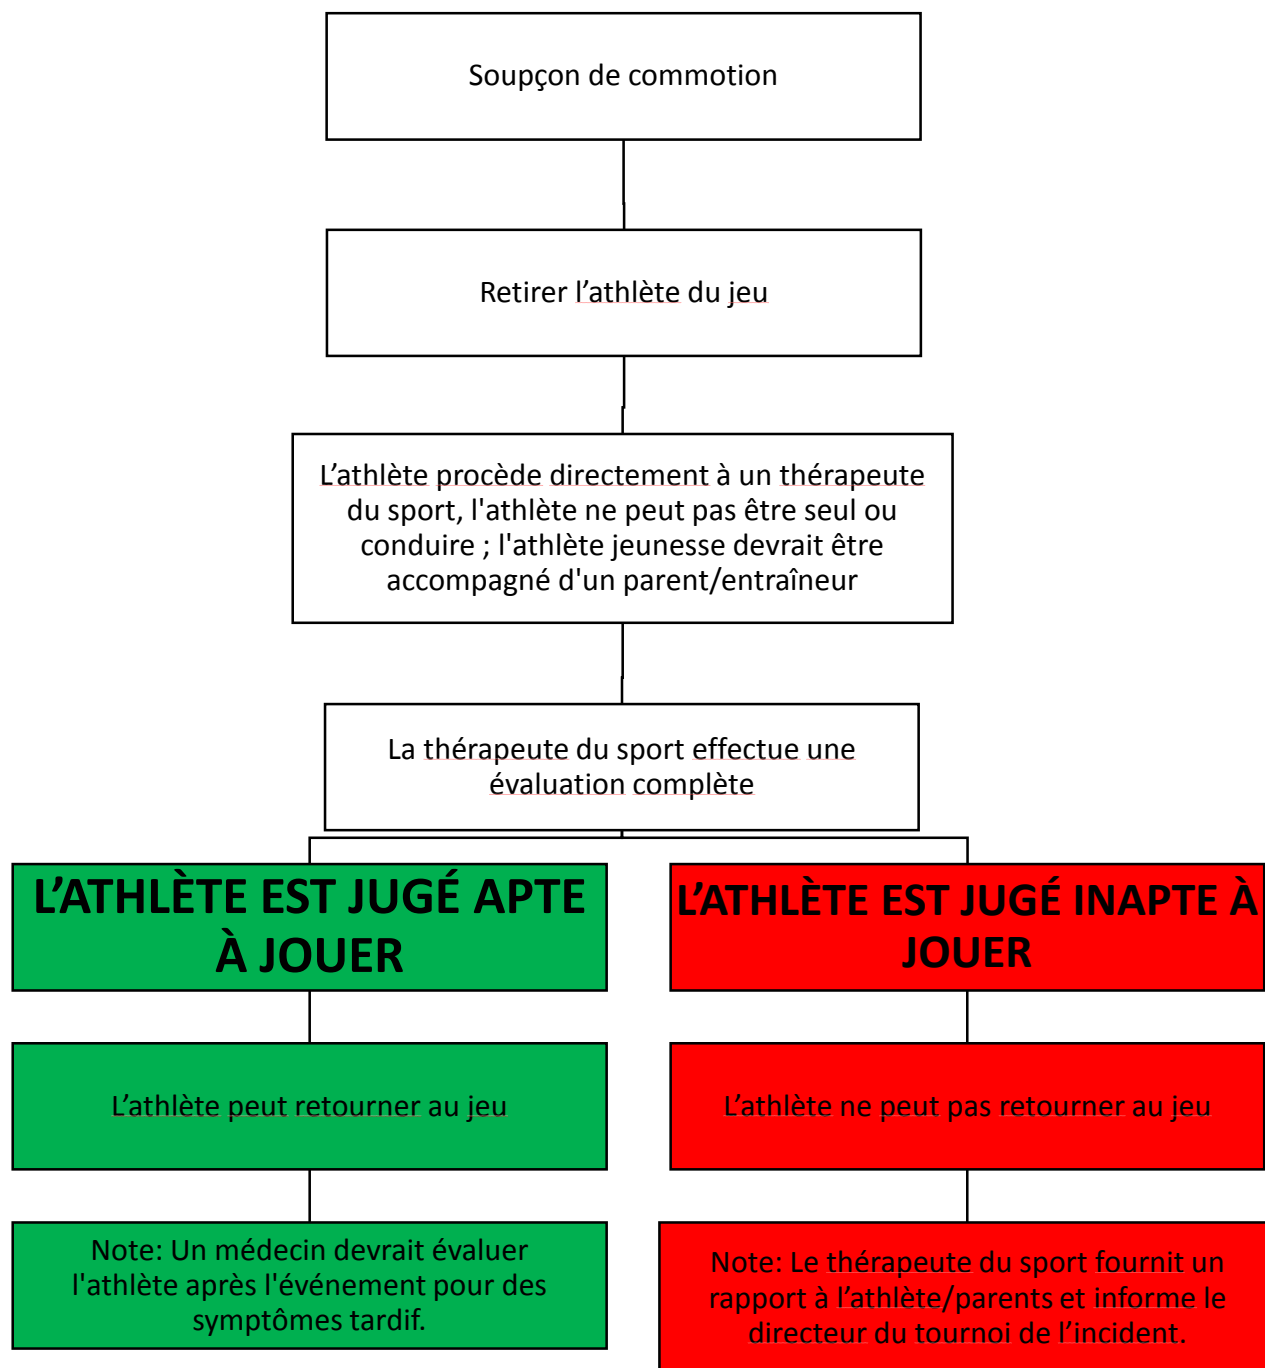 Soupçon de commotion
Retirer l’athlète du jeu
L’athlète procède directement à un thérapeute
du sport, l'athlète ne peut pas être seul ou
conduire ; l'athlète jeunesse devrait être
accompagné d'un parent/entraîneur
La thérapeute du sport effectue une
évaluation complète
L’ATHLÈTE EST JUGÉ APTE
À JOUER
L’ATHLÈTE EST JUGÉ INAPTE À
JOUER
L’athlète peut retourner au jeu
L’athlète ne peut pas retourner au jeu
Note: Un médecin devrait évaluer
l'athlète après l'événement pour des
symptômes tardif.
Note: Le thérapeute du sport fournit un
rapport à l’athlète/parents et informe le
directeur du tournoi de l’incident.